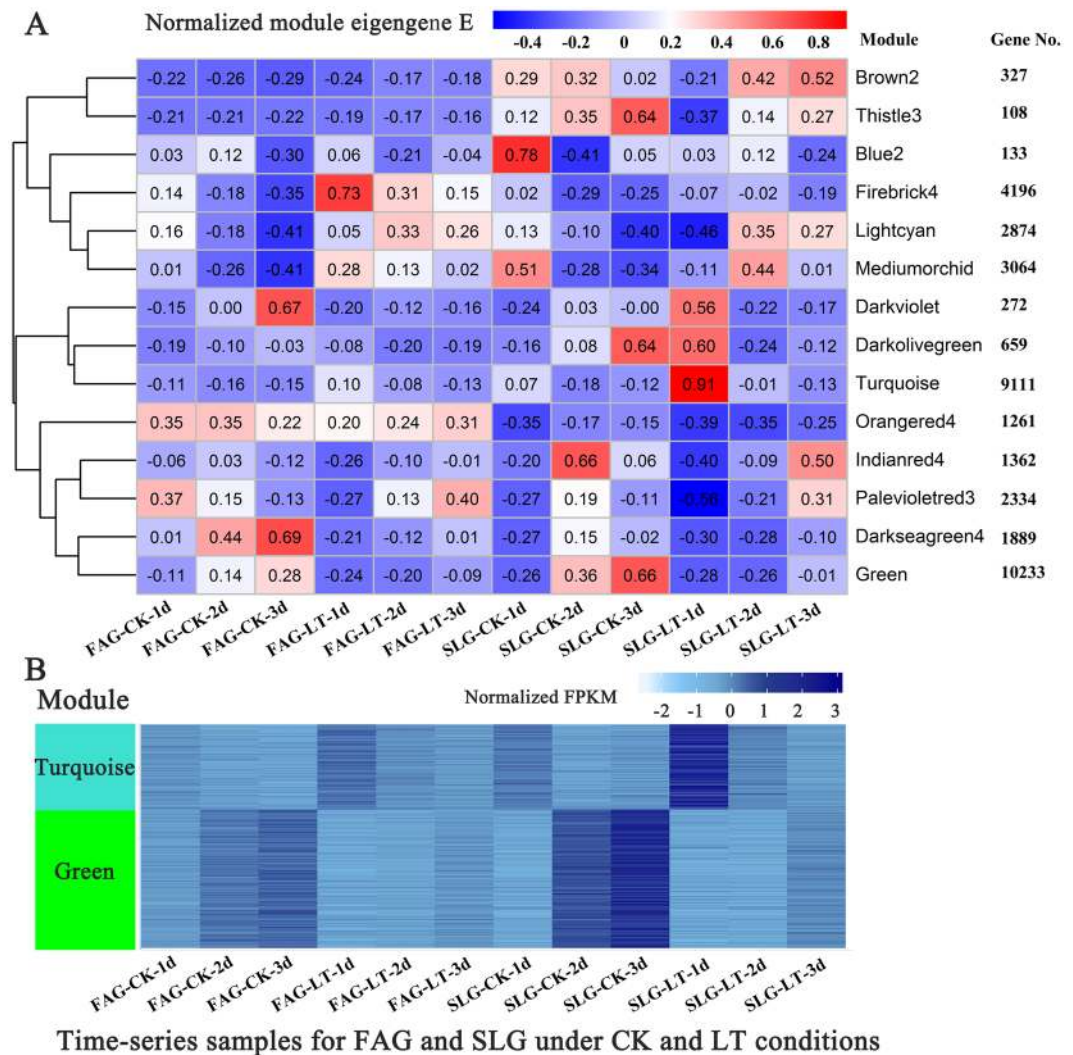 A
Normalized module eigengene E
-0.4 -0.2 0 0.2 0.4 0.6 0.8
Module Gene No.
-0.22 -0.26 -0.29 -0.24 -0.17 -0.18 0.29 0.32 0.02 -0.21 0.42 0.52 Brown2 327
-0.21 -0.21 -0.22 -0.19 -0.17 -0.16 0.12 0.35 0.64 -0.37 0.14 0.27 Thistle3 108
0.03 0.12 -0.30 0.06 -0.21 -0.04 0.78 -0.41 0.05 0.03 0.12 -0.24 Blue2 133
0.14 -0.18 -0.35 0.73 0.31 0.15 0.02 -0.29 -0.25 -0.07 -0.02 -0.19 Firebrick4 4196
0.16 -0.18 -0.41 0.05 0.33 0.26 0.13 -0.10 -0.40 -0.46 0.35 0.27 Lightcyan 2874
0.01 -0.26 -0.41 0.28 0.13 0.02 0.51 -0.28 -0.34 -0.11 0.44 0.01 Mediumorchid 3064
-0.15 0.00 0.67 -0.20 -0.12 -0.16 -0.24 0.03 -0.00 0.56 -0.22 -0.17 Darkviolet 272
-0.19 -0.10 -0.03 -0.08 -0.20 -0.19 -0.16 0.08 0.64 0.60 -0.24 -0.12 Darkolivegreen 659
-0.11 -0.16 -0.15 0.10 -0.08 -0.13 0.07 -0.18 -0.12 0.91 -0.01 -0.13 Turquoise 9111
0.35 0.35 0.22 0.20 0.24 0.31 -0.35 -0.17 -0.15 -0.39 -0.35 -0.25 Orangered4 1261
-0.06 0.03 -0.12 -0.26 -0.10 -0.01 -0.20 0.66 0.06 -0.40 -0.09 0.50 Indianred4 1362
0.37 0.15 -0.13 -0.27 0.13 0.40 -0.27 0.19 -0.11 -0.56 -0.21 0.31 Palevioletred3 2334
0.01 0.44 0.69 -0.21 -0.12 0.01 -0.27 0.15 -0.02 -0.30 -0.28 -0.10 Darkseagreen4 1889
-0.11 0.14 0.28 -0.24 -0.20 -0.09 -0.26 0.36 0.66 -0.28 -0.26 -0.01 Green 10233
FAG-CK-1d FAG-CK-2d FAG-CK-3d FAG-LT-1d FAG-LT-2d FAG-LT-3d SLG-CK-1d SLG-CK-2d SLG-CK-3d SLG-LT-1d SLG-LT-2d SLG-LT-3d
B
Module
Normalized FPKM
-2 -1 0 1 2 3
Turquoise
Green
FAG-CK-1d FAG-CK-2d FAG-CK-3d FAG-LT-1d FAG-LT-2d FAG-LT-3d SLG-CK-1d SLG-CK-2d SLG-CK-3d SLG-LT-1d SLG-LT-2d SLG-LT-3d
Time-series samples for FAG and SLG under CK and LT conditions